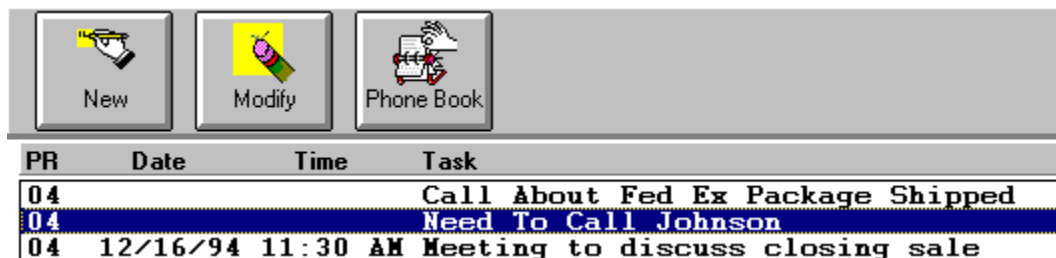 New Modify Phone Book
PR Date Time Task
04 Call About Fed Ex Package Shipped
04 Need To Call Johnson
04 12/16/94 11:30 AM Meeting to discuss closing sale